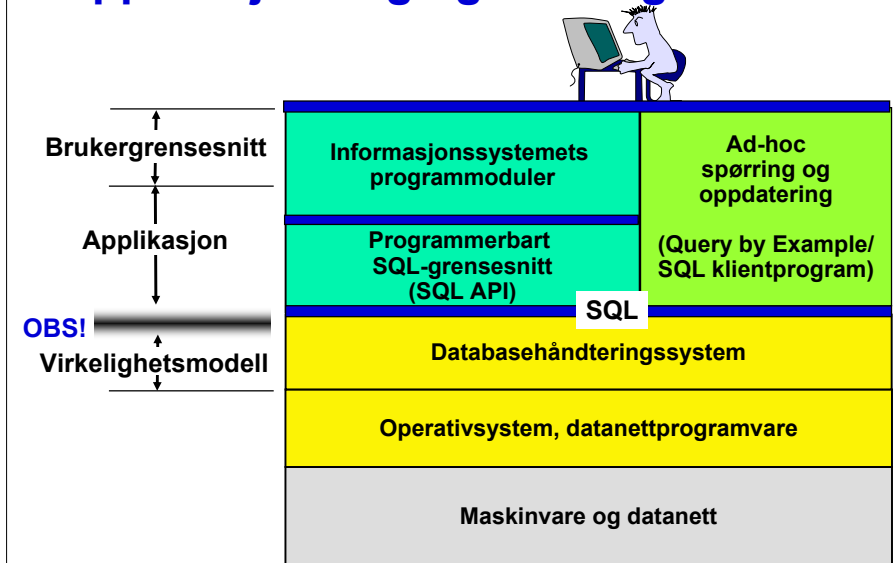 Brukergrensesnitt
Applikasjon
OBS!
Virkelighetsmodell
Informasjonssystemets
programmoduler
Programmerbart
SQL-grensesnitt
(SQL API)
Ad-hoc
spørring og
oppdatering
(Query by Example/
SQL klientprogram)
SQL
Databasehåndteringssystem
Operativsystem, datanettprogramvare
Maskinvare og datanett